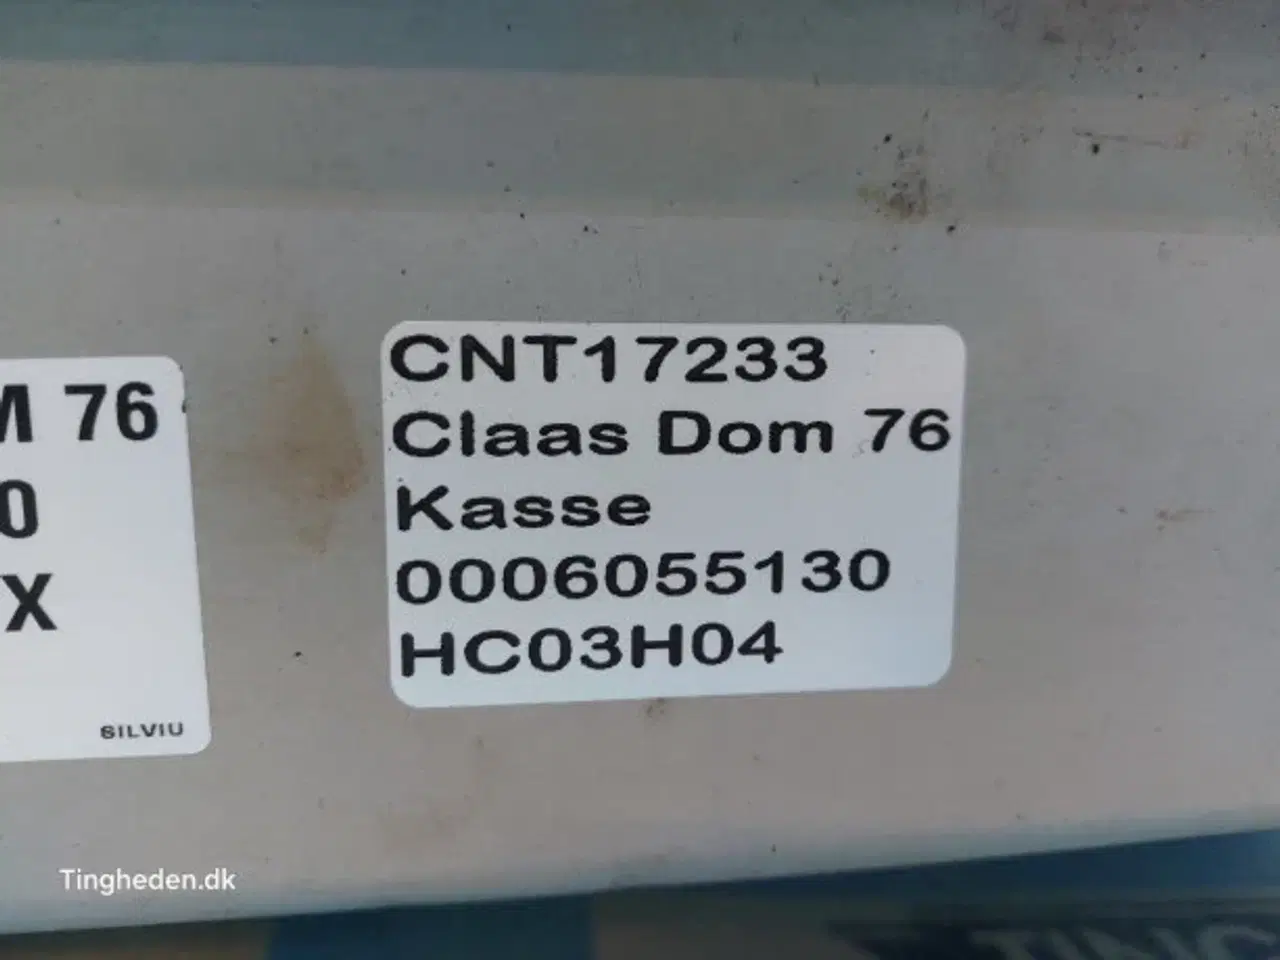 M 76
0
X
SILVIU
CNT17233
Claas Dom 76
Kasse
0006055130
HC03H04
Tingheden.dk